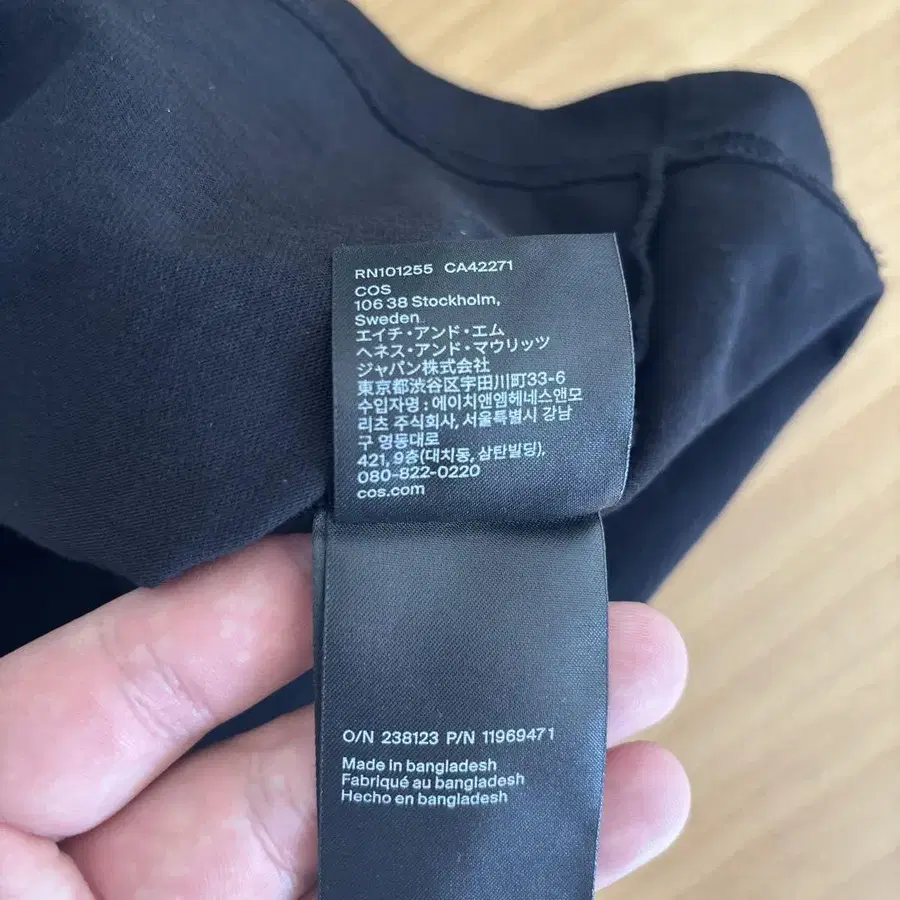 RN101255 CA42271
COS
106 38 Stockholm,
Sweden
エイチ・アンド・エム
ヘネス・アンド・マウリッツ
ジャパン株式会社
東京都渋谷区宇田川町33-6
수입자명 : 에이치앤엠헤네스앤모
리츠 주식회사, 서울특별시 강남
구 영동대로
421, 9층(대치동, 삼탄빌딩),
080-822-0220
cos.com
O/N 238123 P/N 11969471
Made in bangladesh
Fabriqué au bangladesh
Hecho en bangladesh